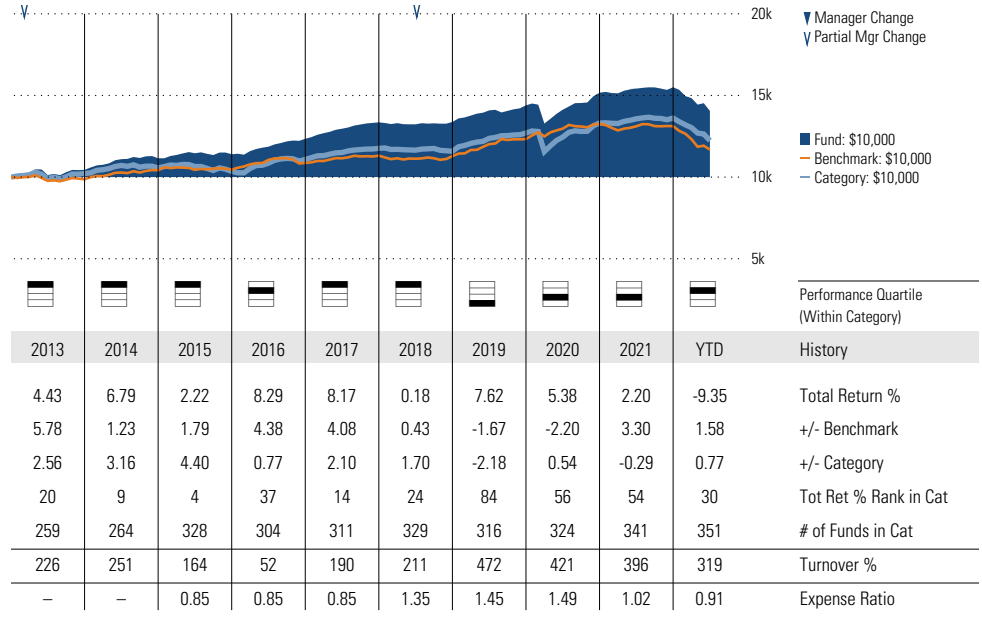 20k
Manager Change
Partial Mgr Change
15k
Fund: $10,000
Benchmark: $10,000
Category: $10,000
10k
5k
Performance Quartile
(Within Category)
2013 2014 2015 2016 2017 2018 2019 2020 2021 YTD History
4.43 6.79 2.22 8.29 8.17 0.18 7.62 5.38 2.20 -9.35 Total Return %
5.78 1.23 1.79 4.38 4.08 0.43 -1.67 -2.20 3.30 1.58 +/- Benchmark
2.56 3.16 4.40 0.77 2.10 1.70 -2.18 0.54 -0.29 0.77 +/- Category
20 9 4 37 14 24 84 56 54 30 Tot Ret % Rank in Cat
259 264 328 304 311 329 316 324 341 351 # of Funds in Cat
226 251 164 52 190 211 472 421 396 319 Turnover %
– – 0.85 0.85 0.85 1.35 1.45 1.49 1.02 0.91 Expense Ratio